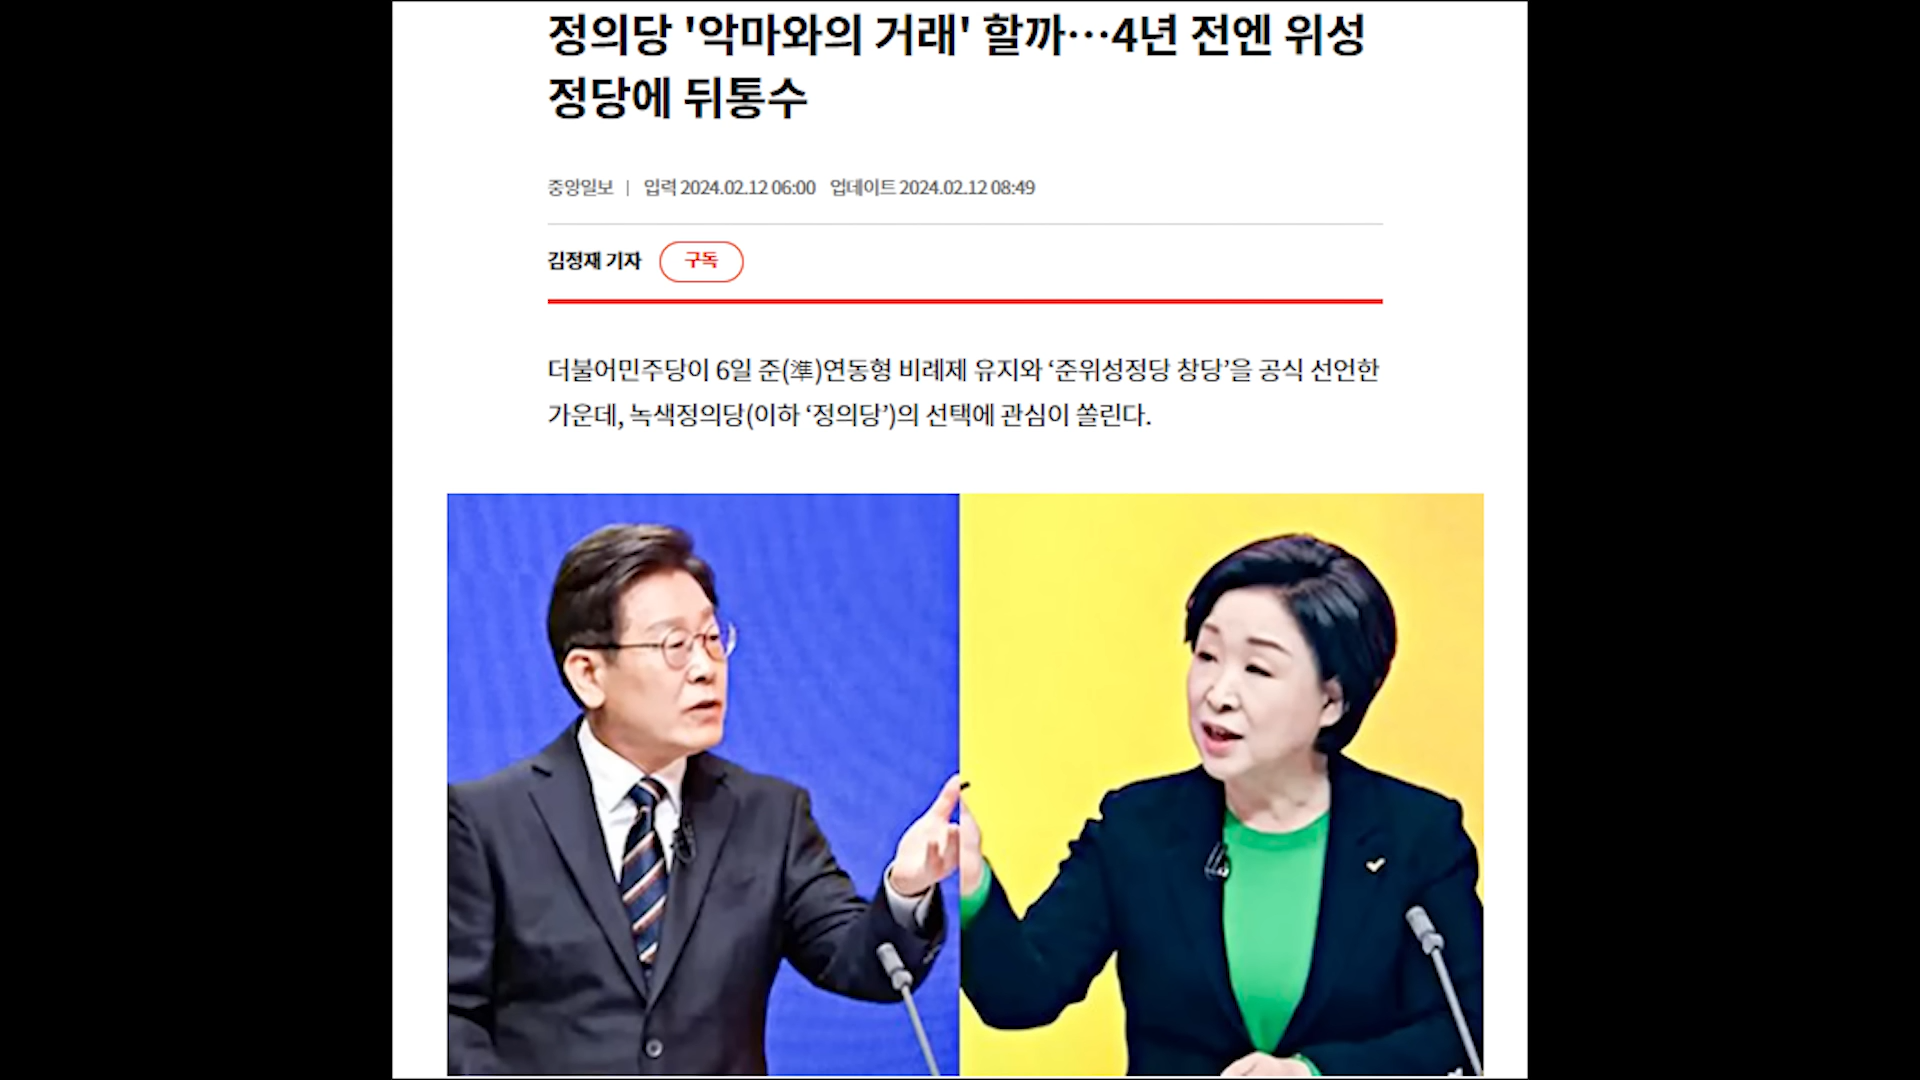 정의당 '악마와의 거래' 할까…4년 전엔 위성
정당에 뒤통수
중앙일보 | 입력 2024.02.12 06:00 업데이트 2024.02.12 08:49
김정재 기자 구독
더불어민주당이 6일 준(準)연동형 비례제 유지와 ‘준위성정당 창당’을 공식 선언한
가운데, 녹색정의당(이하 ‘정의당’)의 선택에 관심이 쏠린다.